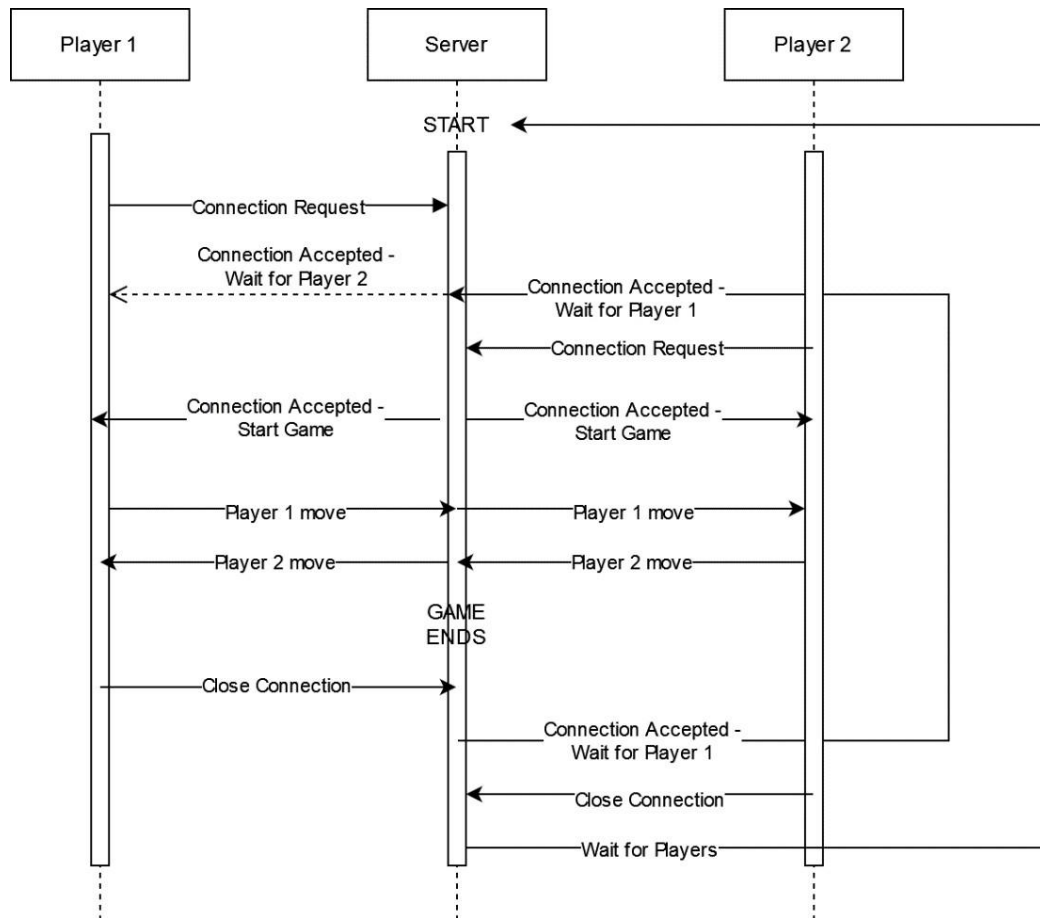 Player 1
Server
Player 2
START
Connection Request
Connection Accepted -
Wait for Player 2
Connection Accepted -
Wait for Player 1
Connection Request
Connection Accepted -
Start Game
Connection Accepted -
Start Game
Player 1 move
Player 1 move
Player 2 move
Player 2 move
GAME
ENDS
Close Connection
Connection Accepted -
Wait for Player 1
Close Connection
Wait for Players